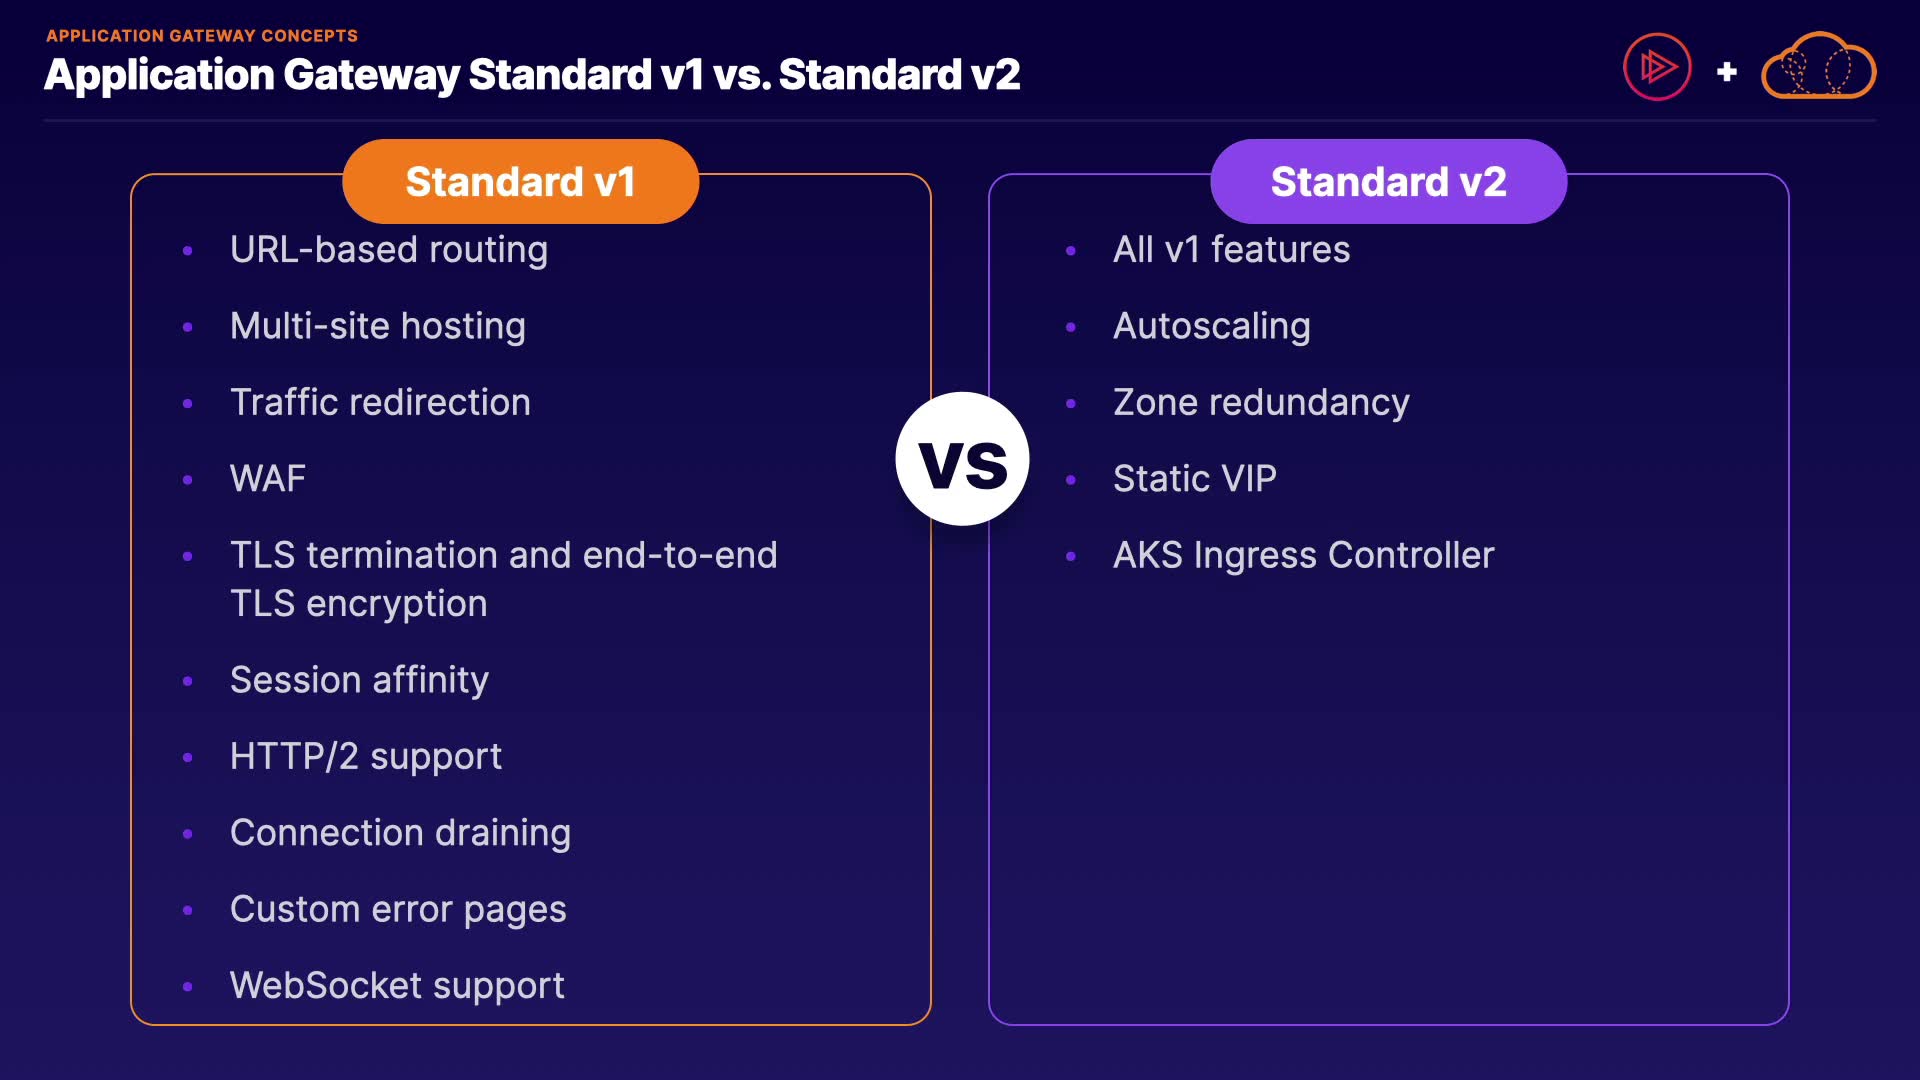 APPLICATION GATEWAY CONCEPTS
Application Gateway Standard v1 vs. Standard v2
+
Standard v1
• URL-based routing
• Multi-site hosting
• Traffic redirection
• WAF
• TLS termination and end-to-end
TLS encryption
• Session affinity
• HTTP/2 support
• Connection draining
• Custom error pages
• WebSocket support
VS
Standard v2
• All v1 features
• Autoscaling
• Zone redundancy
• Static VIP
• AKS Ingress Controller